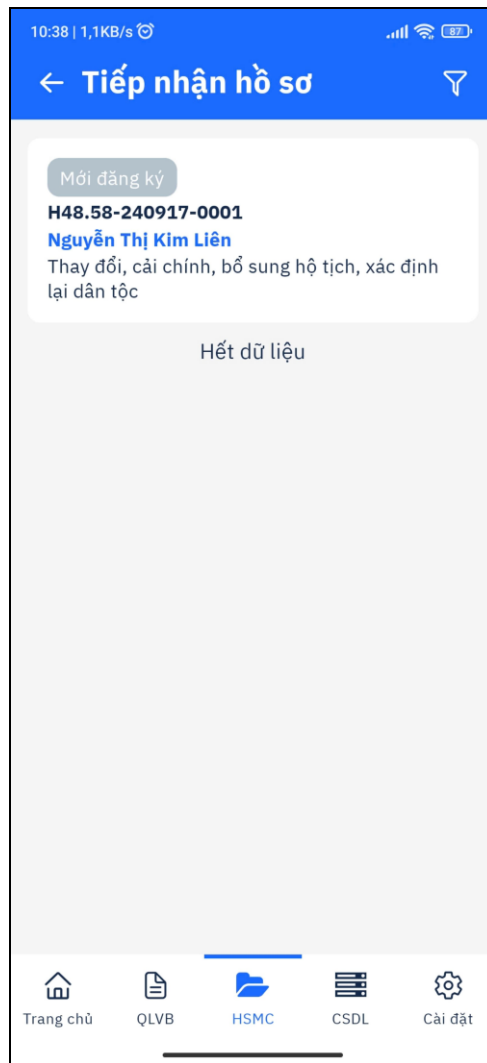 10:38 | 1,1KB/s
87
Tiếp nhận hồ sơ
Mới đăng ký
H48.58-240917-0001
Nguyễn Thị Kim Liên
Thay đổi, cải chính, bổ sung hộ tịch, xác định
lại dân tộc
Hết dữ liệu
Trang chủ QLVB HSMC CSDL Cài đặt